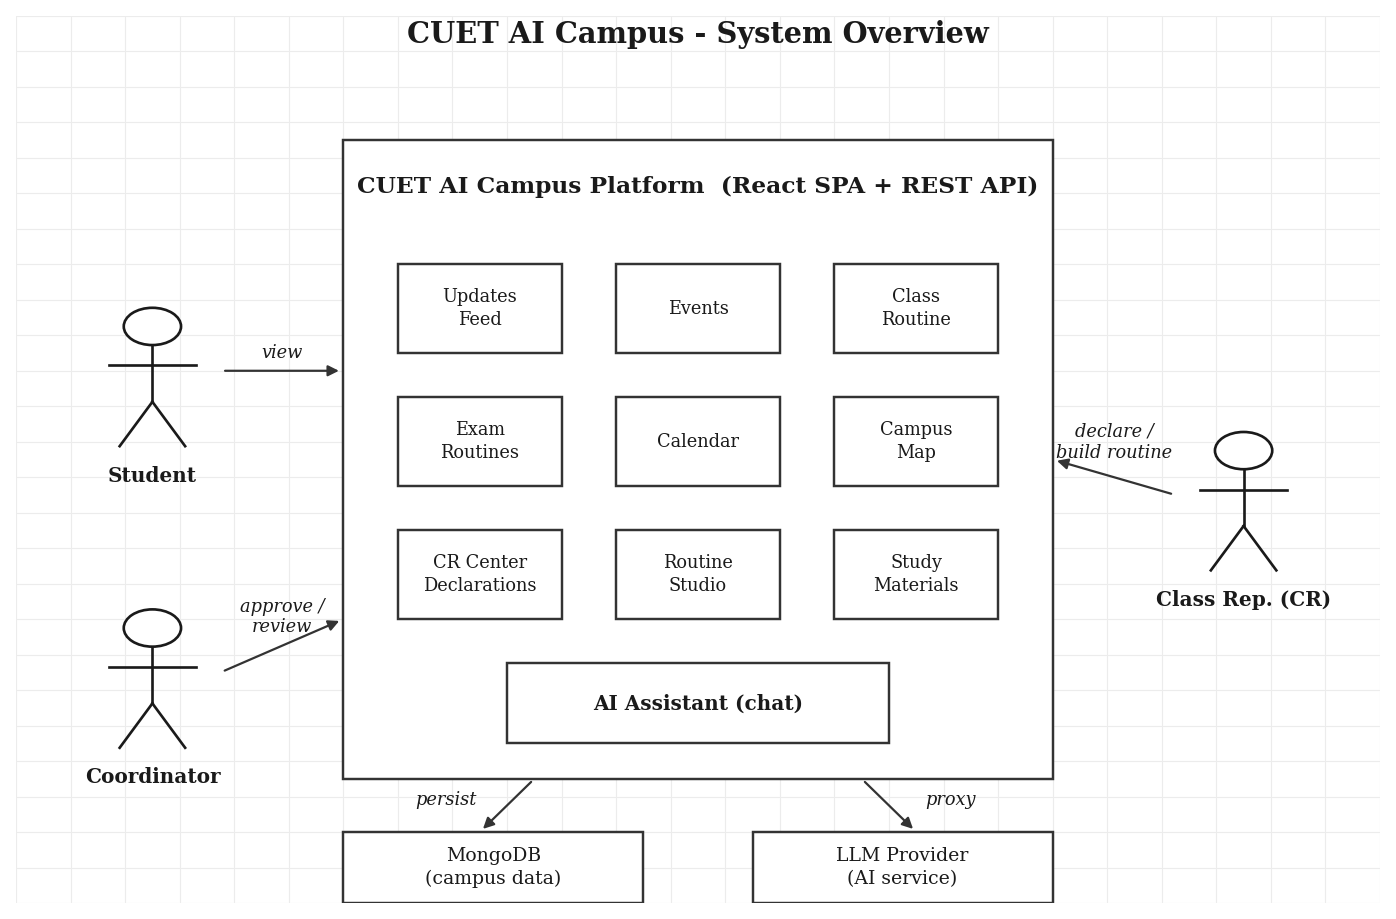 CUET AI Campus - System Overview
CUET AI Campus Platform  (React SPA + REST API)
Updates
Feed
Events
Class
Routine
view
Student
Exam
Routines
Calendar
Campus
Map
declare /
build routine
Class Rep. (CR)
CR Center
Declarations
Routine
Studio
Study
Materials
approve /
review
Coordinator
AI Assistant (chat)
persist
proxy
MongoDB
(campus data)
LLM Provider
(AI service)